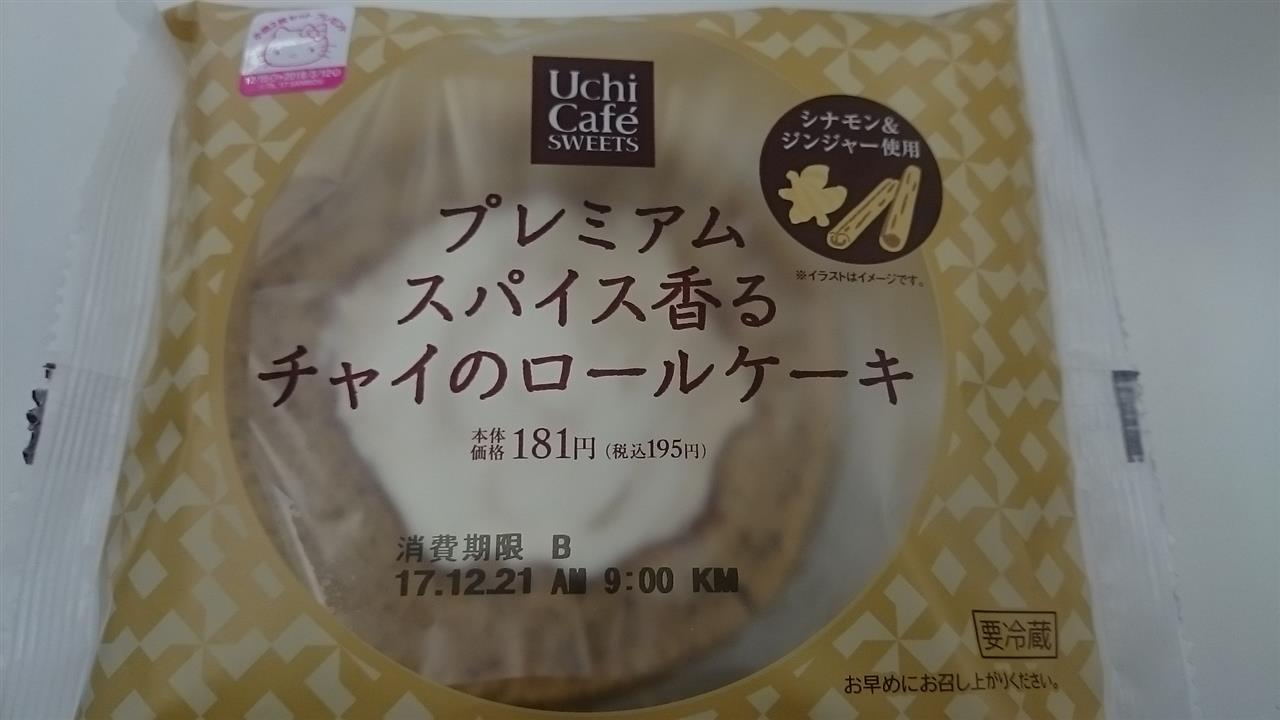 Uchi
Café
SWEETS
シナモン&
ジンジャー使用
※イラストはイメージです。
プレミアム
スパイス香る
チャイのロールケーキ
本体
価格 181円 (税込195円)
消費期限 B
17.12.21 AM 9:00 KM
要冷蔵
お早めにお召し上がりください。